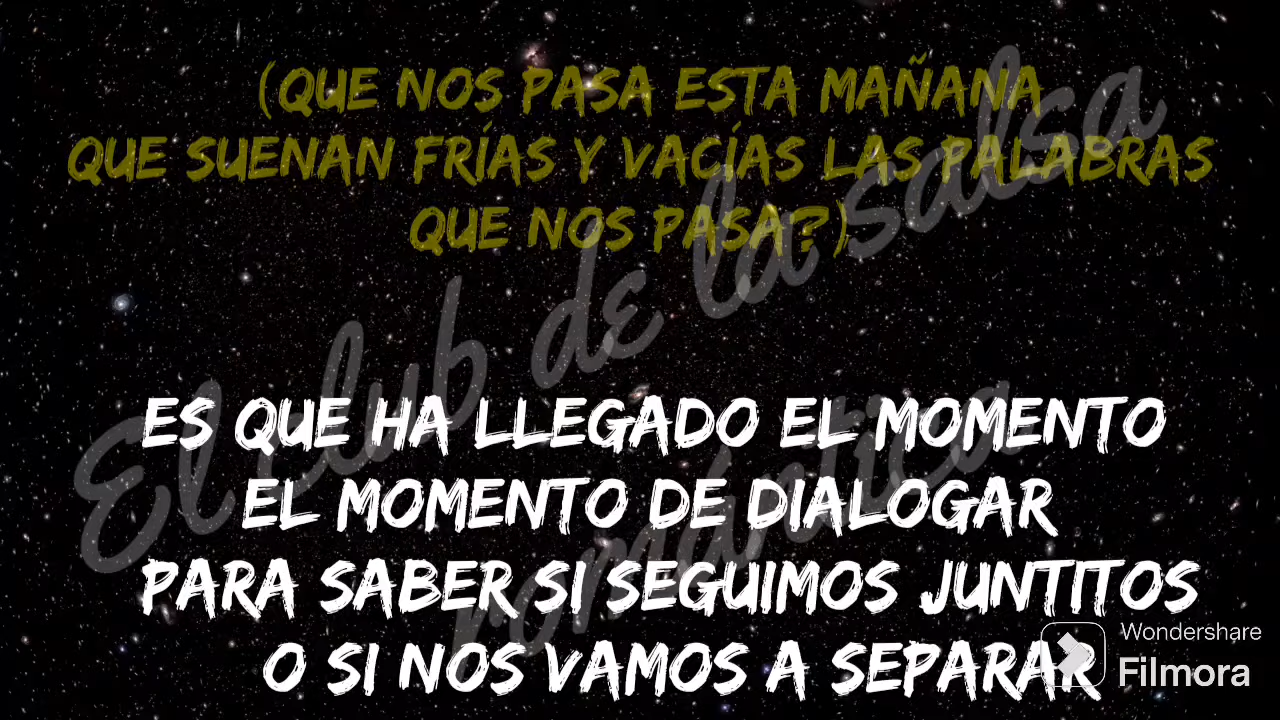 (QUE NOS PASA ESTA MAÑANA
QUE SUENAN FRÍAS Y VACÍAS LAS PALABRAS
QUE NOS PASA?)
El club de la salsa
romántica
ES QUE HA LLEGADO EL MOMENTO
EL MOMENTO DE DIALOGAR
PARA SABER SI SEGUIMOS JUNTITOS
O SI NOS VAMOS A SEPARAR
Wondershare
Filmora